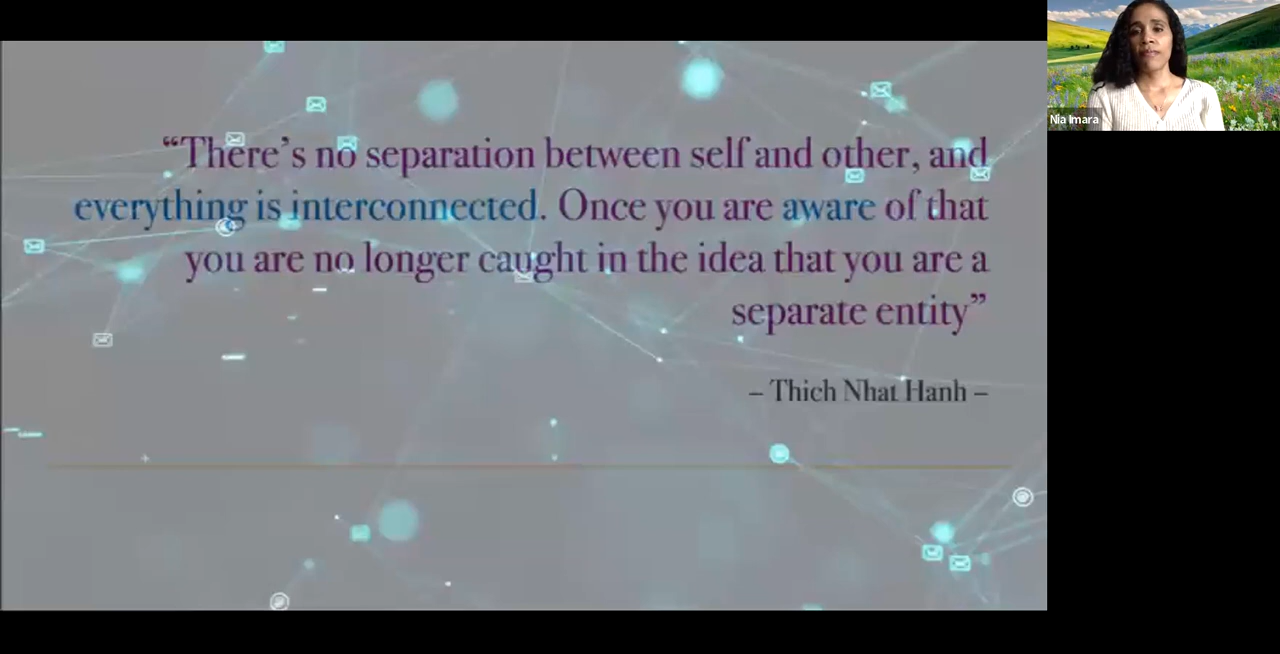 “There’s no separation between self and other, and
everything is interconnected. Once you are aware of that
you are no longer caught in the idea that you are a
separate entity”
– Thich Nhat Hanh –
Nia Imara